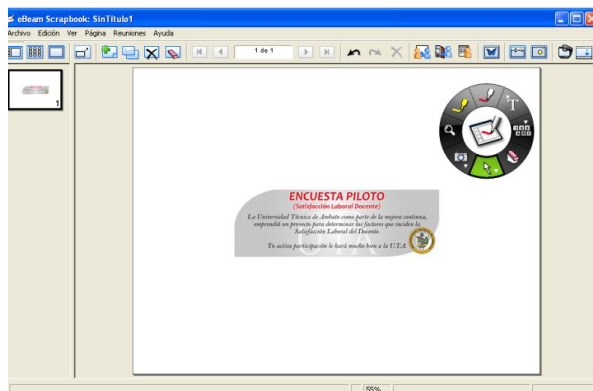 eBeam Scrapbook: SinTítulo1
Archivo Edición Ver Página Reuniones Ayuda
1 de 1
1
T
ENCUESTA PILOTO
(Satisfacción Laboral Docente)
La Universidad Técnica de Ambato como parte de la mejora continua,
emprendió un proyecto para determinar los factores que inciden la
Satisfacción Laboral del Docente.
Tu activa participación le hará mucho bien a la U.T.A.
UTA
55%